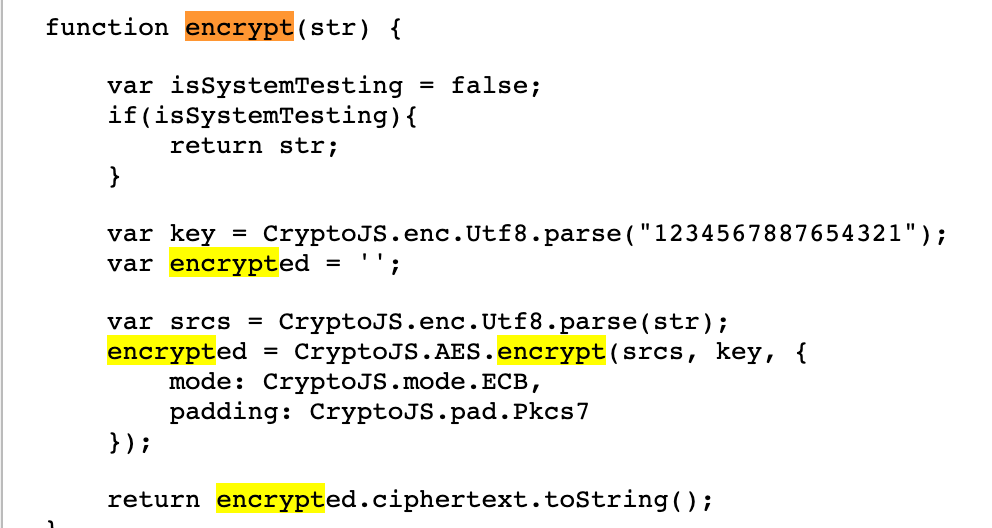 function encrypt(str) {
var isSystemTesting = false;
if(isSystemTesting){
return str;
}
var key = CryptoJS.enc.Utf8.parse("1234567887654321");
var encrypted = '';
var srcs = CryptoJS.enc.Utf8.parse(str);
encrypted = CryptoJS.AES.encrypt(srcs, key, {
mode: CryptoJS.mode.ECB,
padding: CryptoJS.pad.Pkcs7
});
return encrypted.ciphertext.toString();
}